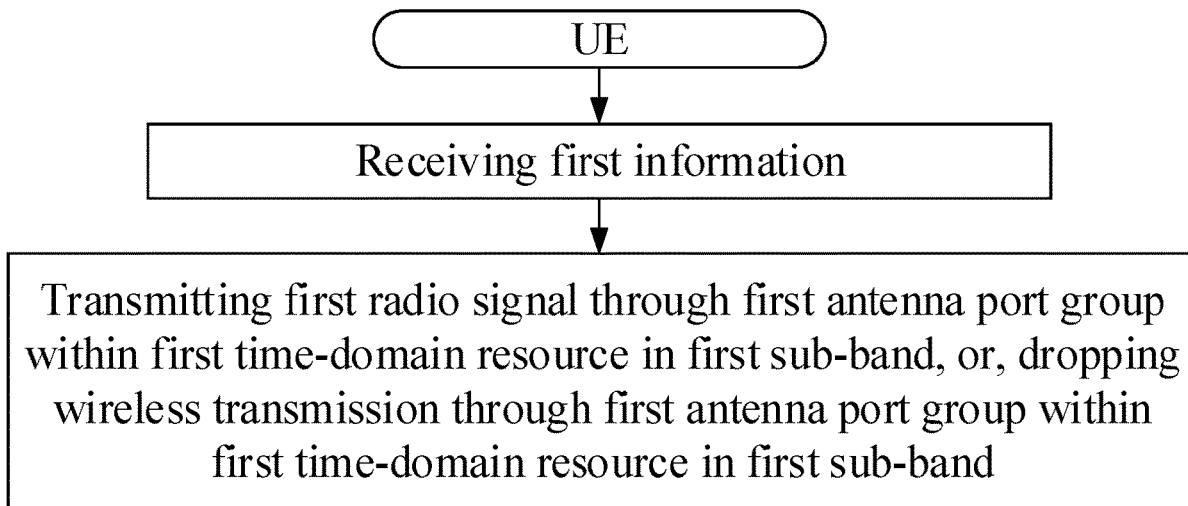 UE
Receiving first information
Transmitting first radio signal through first antenna port group
within first time-domain resource in first sub-band, or, dropping
wireless transmission through first antenna port group within
first time-domain resource in first sub-band